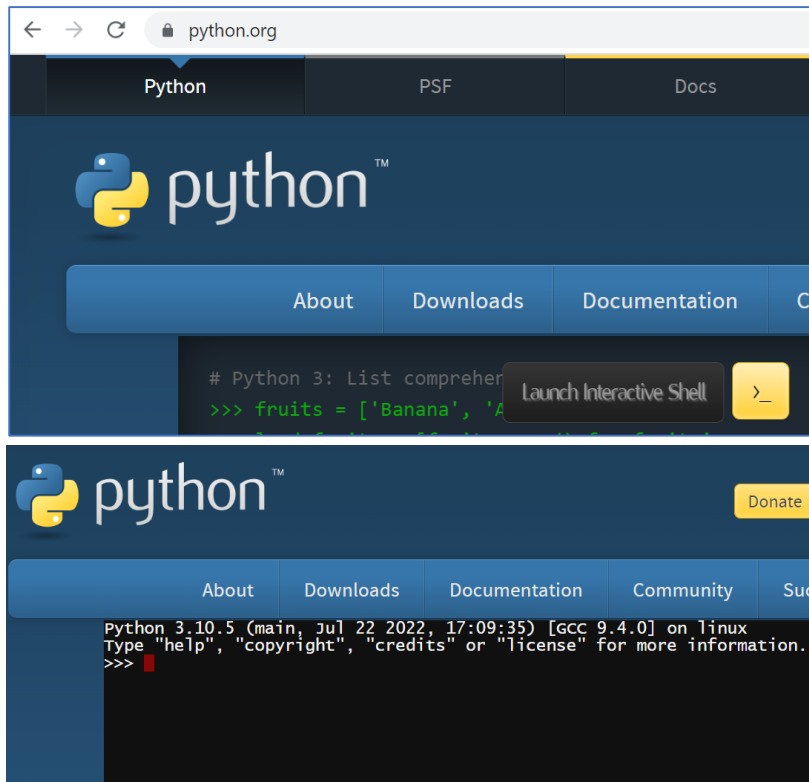 python.org
Python PSF Docs
python™
About Downloads Documentation C
# Python 3: List comprehen
Launch Interactive Shell >_
>>> fruits = ['Banana', 'A
python™
Donate
About Downloads Documentation Community Suc
Python 3.10.5 (main, Jul 22 2022, 17:09:35) [GCC 9.4.0] on linux
Type "help", "copyright", "credits" or "license" for more information.
>>>